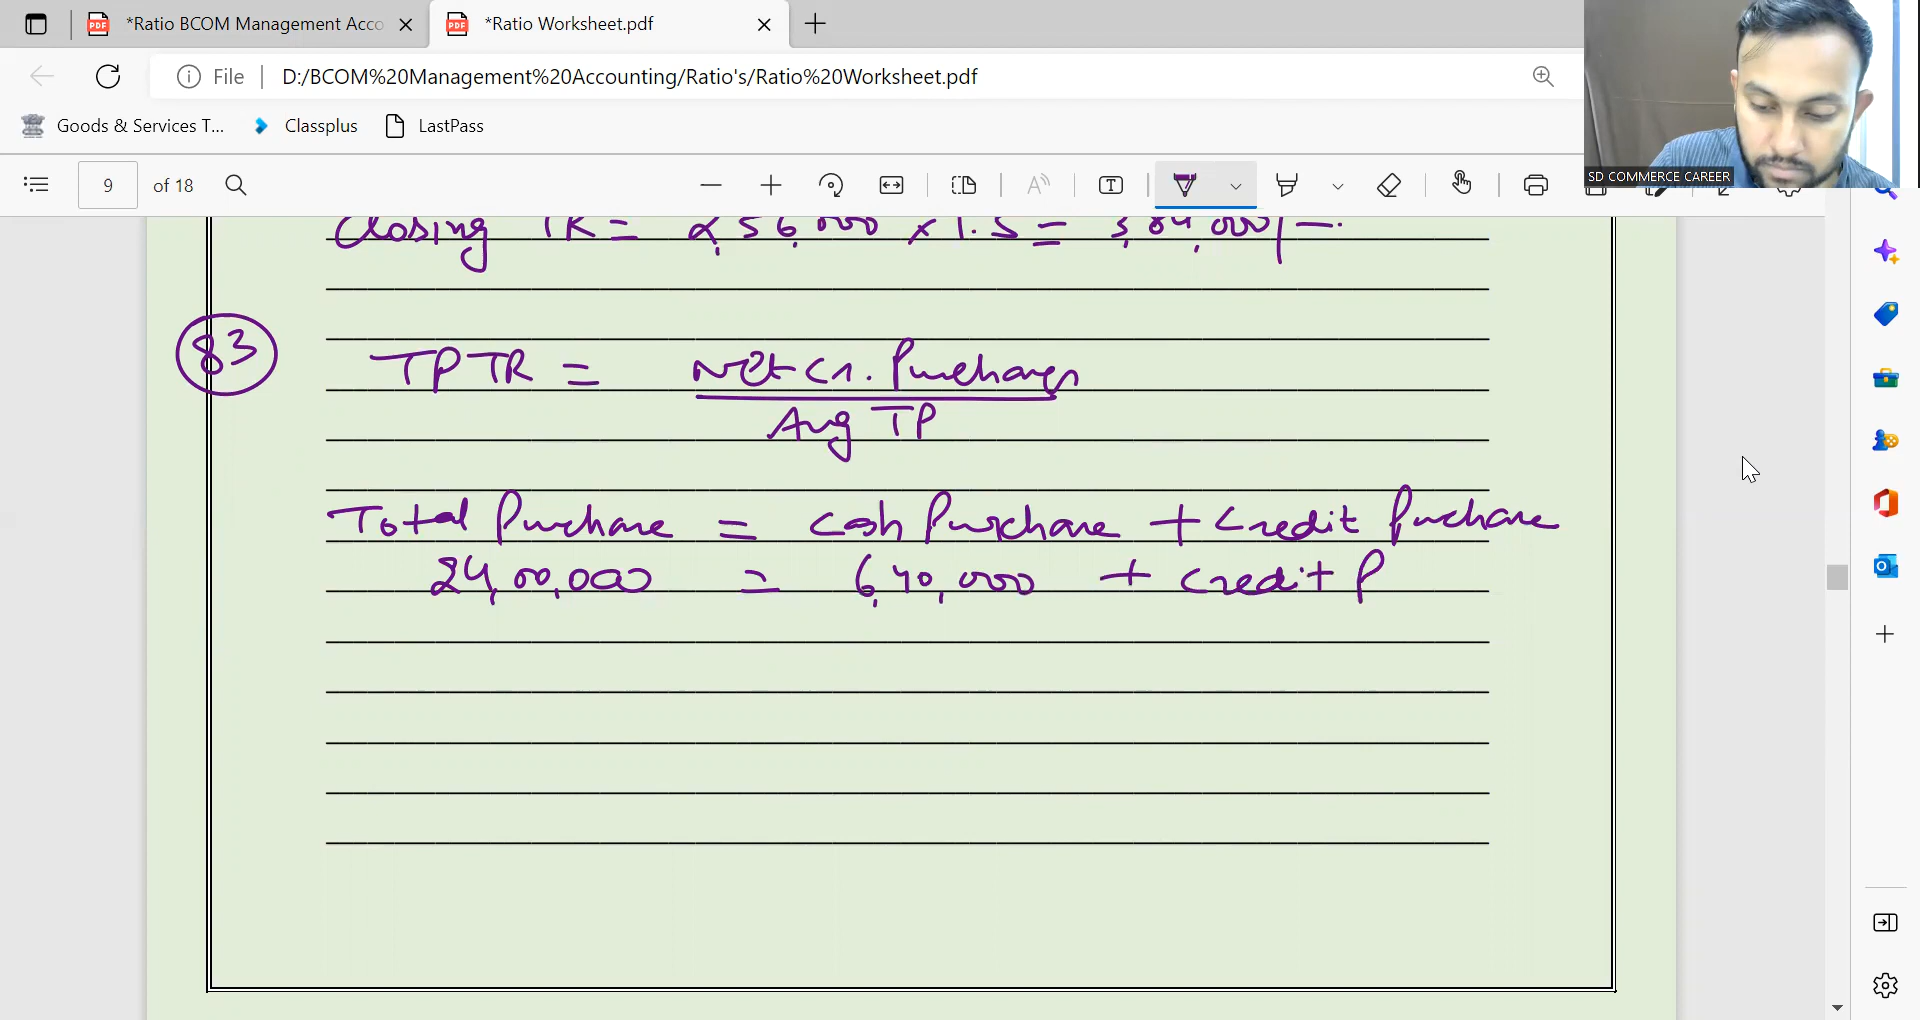 *Ratio BCOM Management Acco
*Ratio Worksheet.pdf
File
D:/BCOM%20Management%20Accounting/Ratio's/Ratio%20Worksheet.pdf
Goods & Services T...
Classplus
LastPass
SD COMMERCE CAREER
9 of 18
Closing TR = 2,56,000 x 1.5 = 3,84,000/-.
83
TPTR = Net Cr. Purchases
Avg TP
Total Purchase = Cash Purchase + Credit Purchase
24,00,000 = 6,40,000 + Credit P